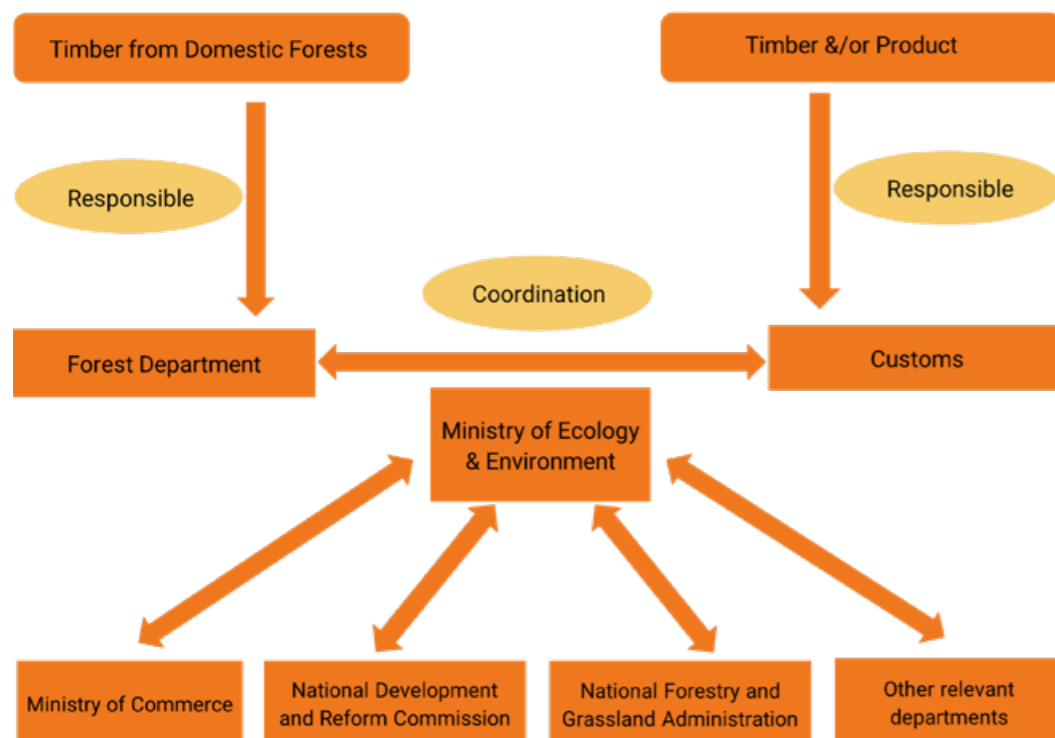 Timber from Domestic Forests
Timber &/or Product
Responsible
Responsible
Coordination
Forest Department
Customs
Ministry of Ecology
& Environment
Ministry of Commerce
National Development
and Reform Commission
National Forestry and
Grassland Administration
Other relevant
departments